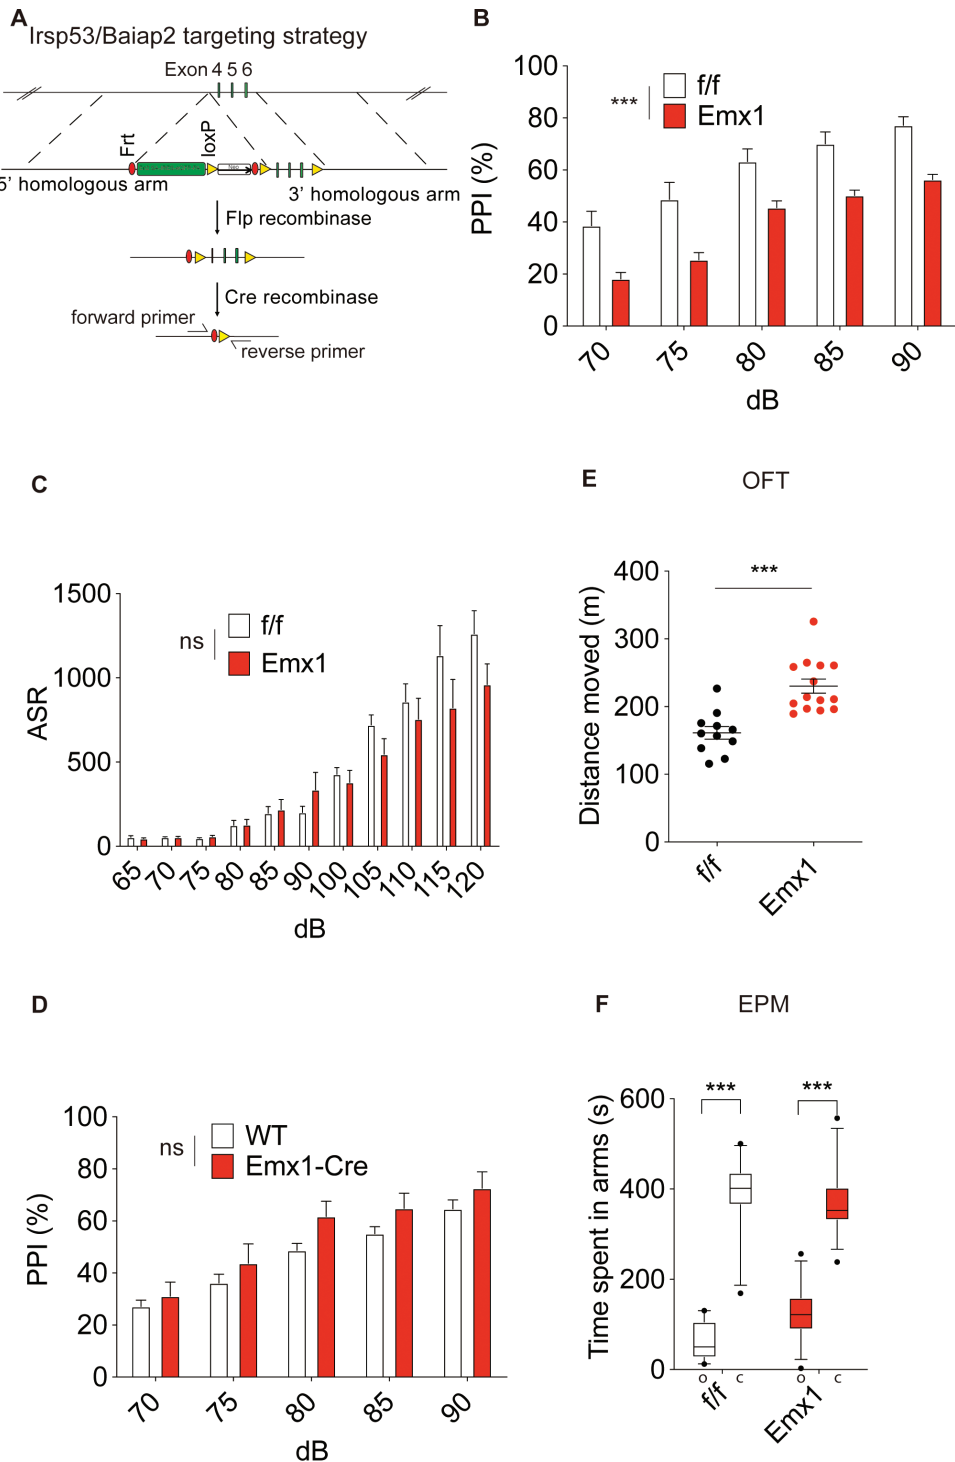 A
Irsp53/Baiap2 targeting strategy
Exon 4 5 6
Frt
loxP
Neo
5' homologous arm
3' homologous arm
Flp recombinase
Cre recombinase
forward primer
reverse primer
B
PPI (%)
100
80
60
40
20
0
***
f/f
Emx1
70
75
80
85
90
dB
C
ASR
1500
1000
500
0
ns
f/f
Emx1
65
70
75
80
85
90
100
105
110
115
120
dB
E
OFT
Distance moved (m)
400
300
200
100
0
***
f/f
Emx1
D
PPI (%)
100
80
60
40
20
0
ns
WT
Emx1-Cre
70
75
80
85
90
dB
F
EPM
Time spent in arms (s)
600
400
200
0
***
***
O
C
O
C
f/f
Emx1